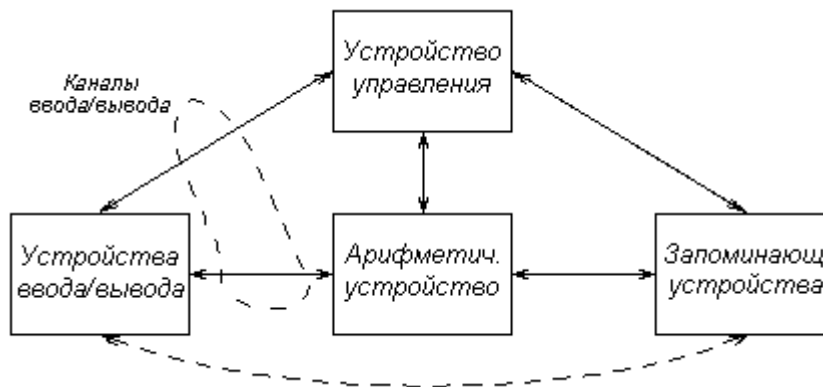 Устройство
управления
Каналы
ввода/вывода
Устройства
ввода/вывода
Арифметич.
устройство
Запоминающ
устройства